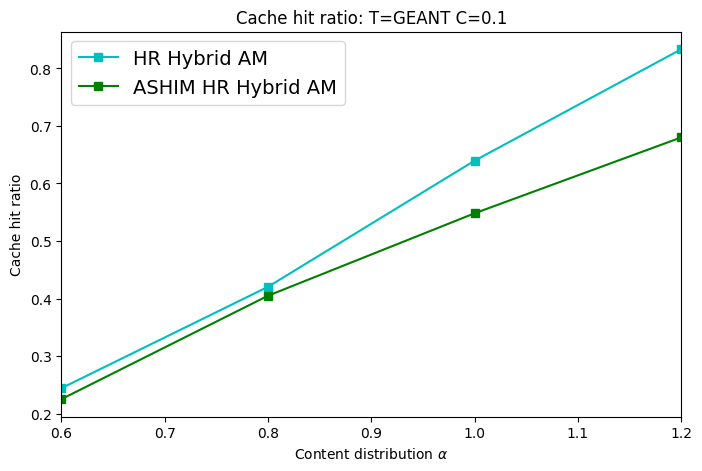 Cache hit ratio: T=GEANT C=0.1
HR Hybrid AM
ASHIM HR Hybrid AM
Cache hit ratio
0.8
0.7
0.6
0.5
0.4
0.3
0.2
0.6
0.7
0.8
0.9
1.0
1.1
1.2
Content distribution α